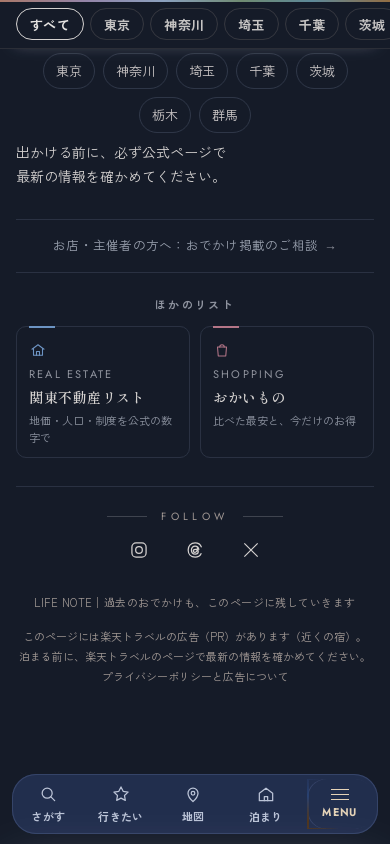 すべて 東京 神奈川 埼玉 千葉 茨城
東京 神奈川 埼玉 千葉 茨城
栃木 群馬
出かける前に、必ず公式ページで
最新の情報を確かめてください。
お店・主催者の方へ：おでかけ掲載のご相談 →
ほかのリスト
REAL ESTATE
関東不動産リスト
地価・人口・制度を公式の数
字で
SHOPPING
おかいもの
比べた最安と、今だけのお得
FOLLOW
LIFE NOTE｜過去のおでかけも、このページに残していきます
このページには楽天トラベルの広告（PR）があります（近くの宿）。
泊まる前に、楽天トラベルのページで最新の情報を確かめてください。
プライバシーポリシーと広告について
さがす 行きたい 地図 泊まり MENU